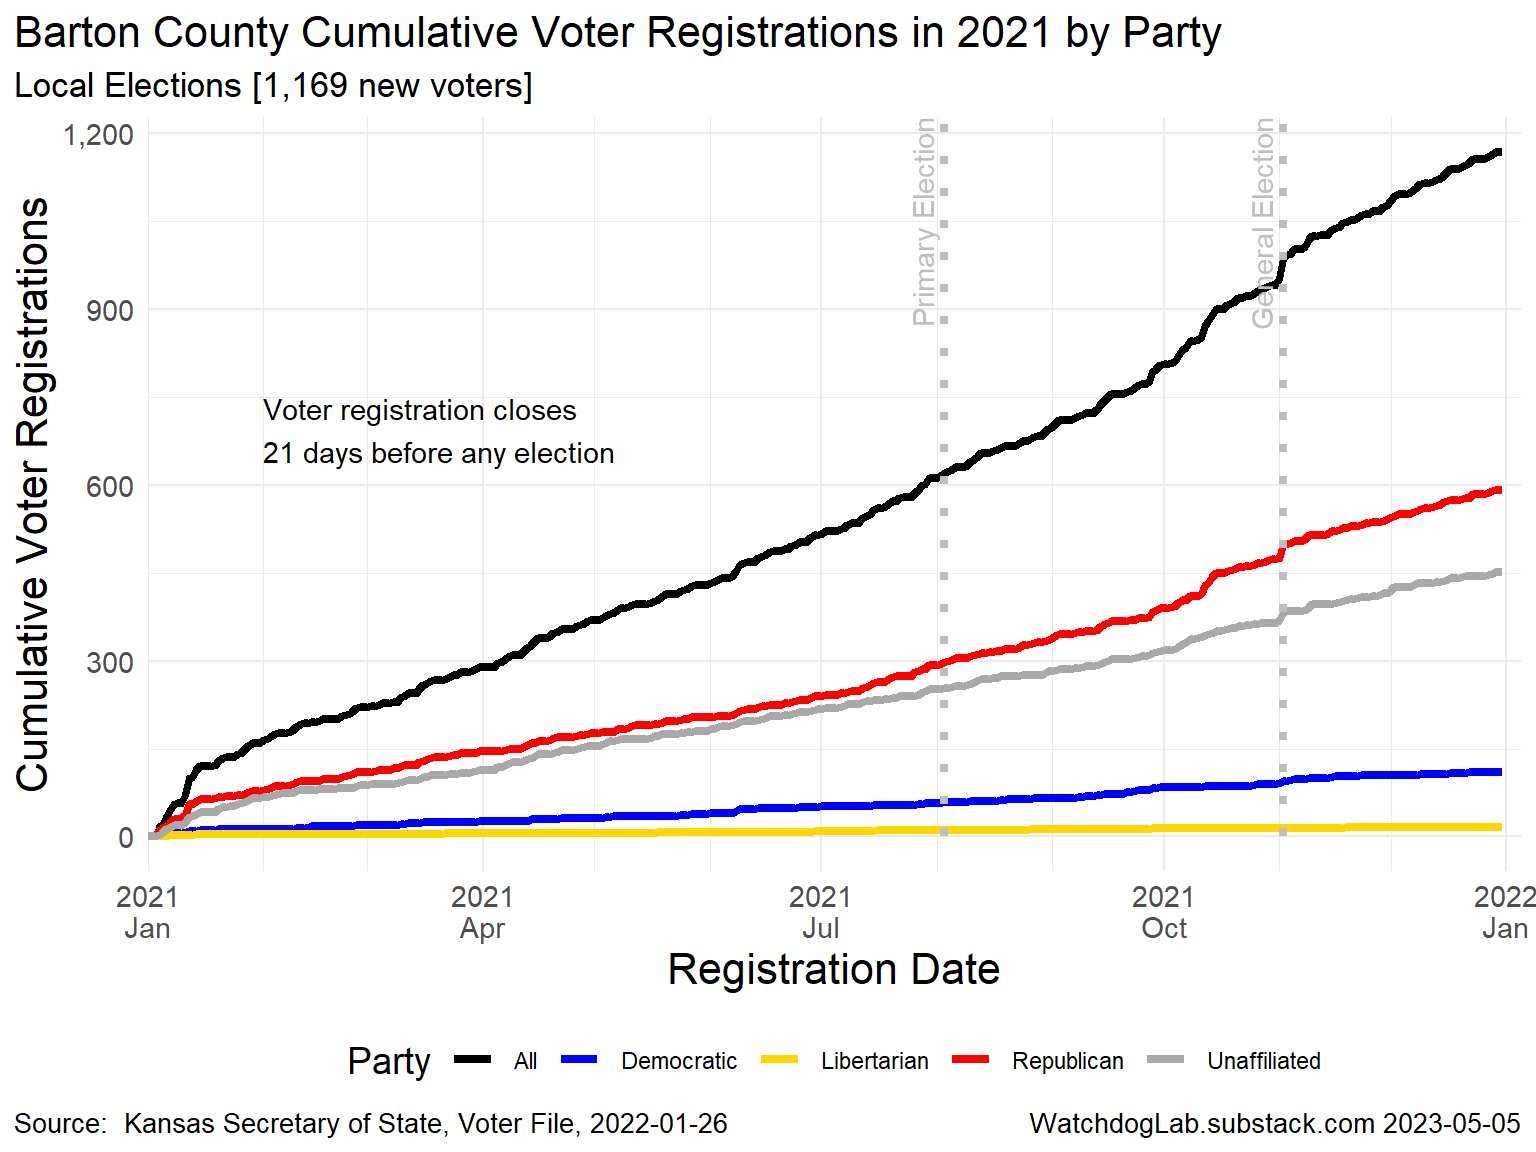 Barton County Cumulative Voter Registrations in 2021 by Party
Local Elections [1,169 new voters]
Cumulative Voter Registrations
1,200
900
600
300
0
Primary Election
General Election
Voter registration closes
21 days before any election
2021 2021 2021 2021 2022
Jan Apr Jul Oct Jan
Registration Date
Party All Democratic Libertarian Republican Unaffiliated
Source:  Kansas Secretary of State, Voter File, 2022-01-26
WatchdogLab.substack.com 2023-05-05